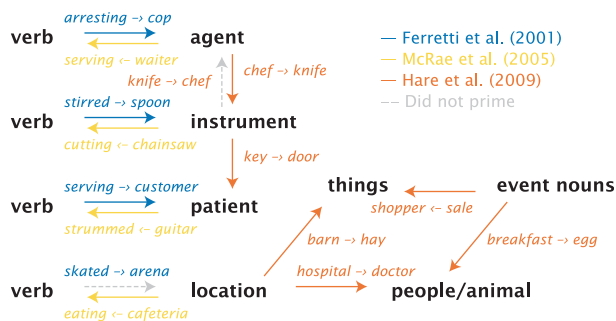 arresting -> cop
verb agent
serving <- waiter
— Ferretti et al. (2001)
— McRae et al. (2005)
— Hare et al. (2009)
-- Did not prime
knife -> chef
chef -> knife
stirred -> spoon
verb instrument
cutting <- chainsaw
key -> door
serving -> customer
verb patient
strummed <- guitar
things event nouns
shopper <- sale
barn -> hay
breakfast -> egg
skated -> arena
hospital -> doctor
verb location people/animal
eating <- cafeteria